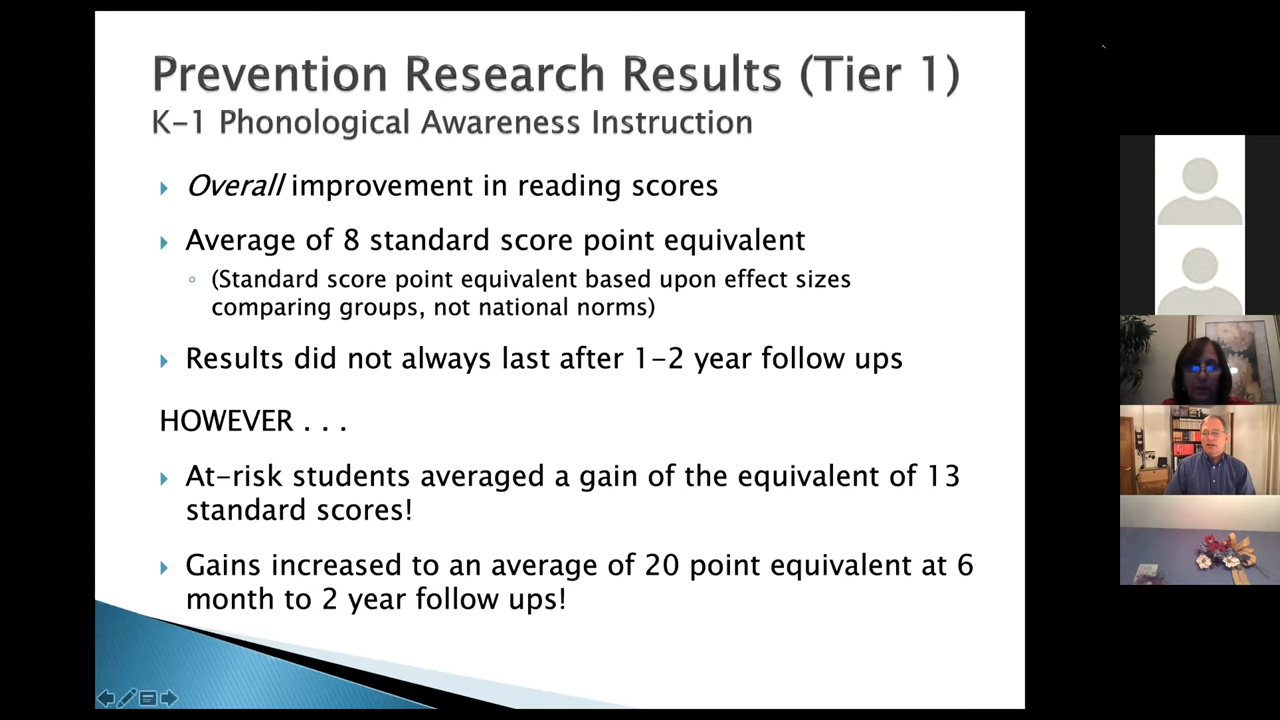 Prevention Research Results (Tier 1)
K-1 Phonological Awareness Instruction
Overall improvement in reading scores
Average of 8 standard score point equivalent
(Standard score point equivalent based upon effect sizes
comparing groups, not national norms)
Results did not always last after 1-2 year follow ups
HOWEVER . . .
At-risk students averaged a gain of the equivalent of 13
standard scores!
Gains increased to an average of 20 point equivalent at 6
month to 2 year follow ups!